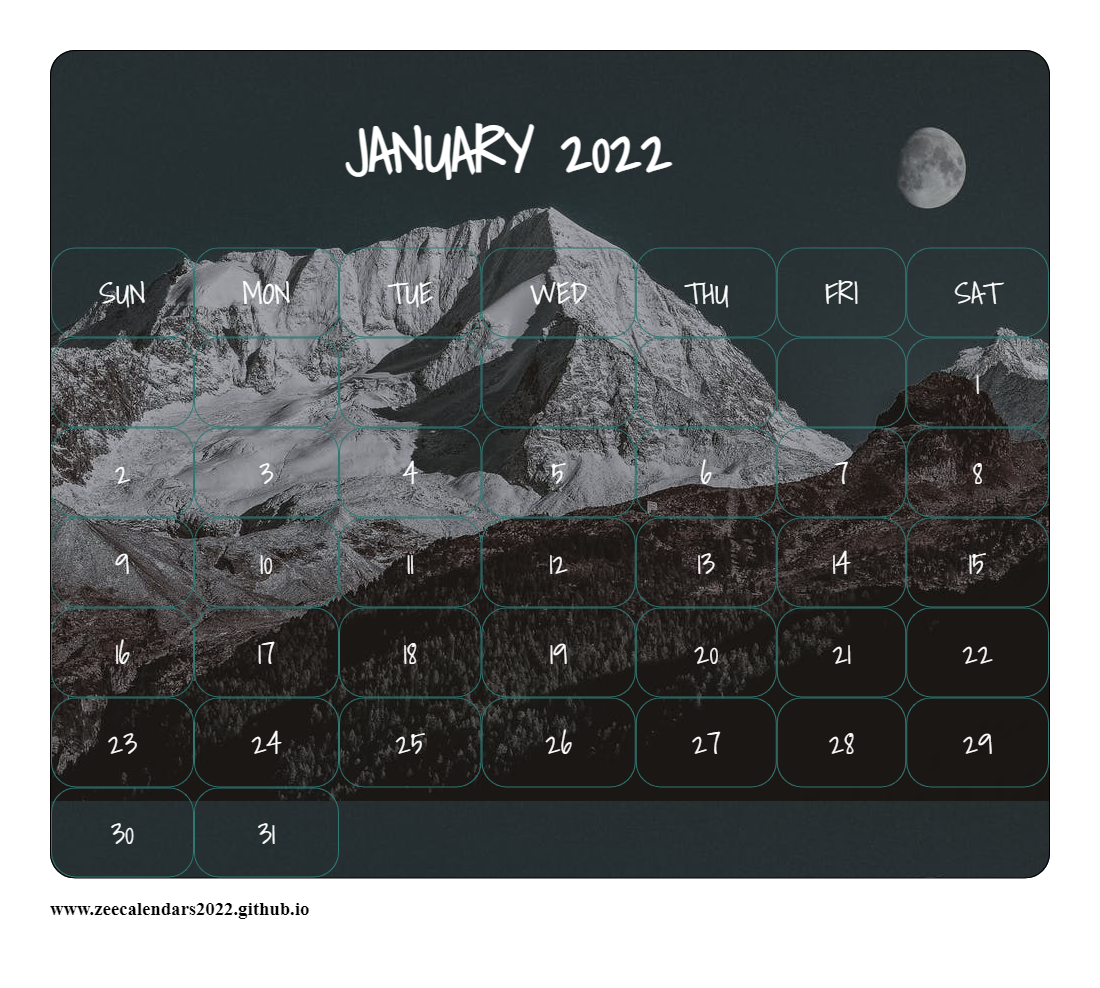 JANUARY 2022
SUN MON TUE WED THU FRI SAT
1
2 3 4 5 6 7 8
9 10 11 12 13 14 15
16 17 18 19 20 21 22
23 24 25 26 27 28 29
30 31
www.zeecalendars2022.github.io